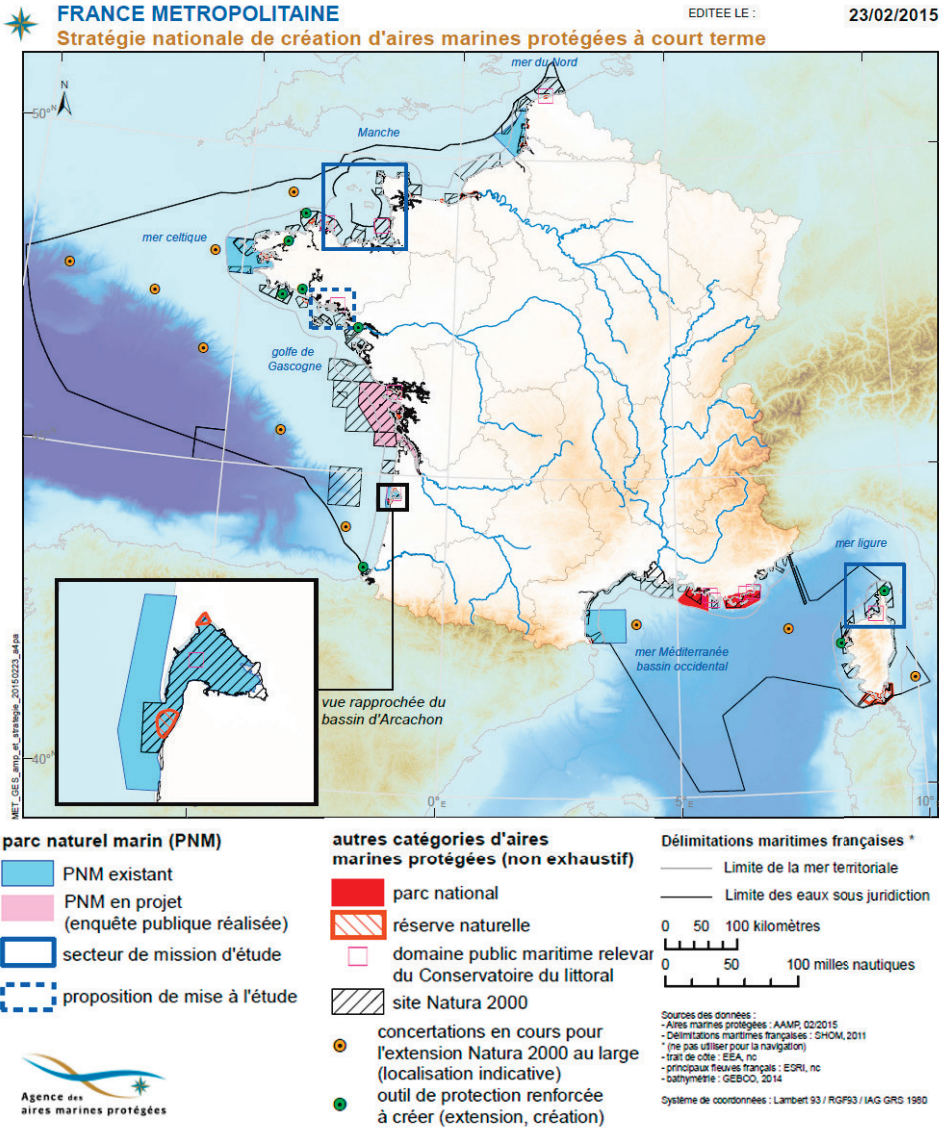 FRANCE METROPOLITAINE
EDITEE LE :
23/02/2015
Stratégie nationale de création d'aires marines protégées à court terme
mer du Nord
N
50°N
Manche
mer celtique
golfe de
Gascogne
mer ligure
mer Méditerranée
bassin occidental
vue rapprochée du
bassin d'Arcachon
40°N
0°E
5°E
10°
MET_GES_amp_et_strategie_20150223_a4pa
parc naturel marin (PNM)
PNM existant
PNM en projet
(enquête publique réalisée)
secteur de mission d'étude
proposition de mise à l'étude
Agence des
aires marines protégées
autres catégories d'aires
marines protégées (non exhaustif)
parc national
réserve naturelle
domaine public maritime relevar
du Conservatoire du littoral
site Natura 2000
concertations en cours pour
l'extension Natura 2000 au large
(localisation indicative)
outil de protection renforcée
à créer (extension, création)
Délimitations maritimes françaises *
Limite de la mer territoriale
Limite des eaux sous juridiction
0 50 100 kilomètres
0 50 100 milles nautiques
Sources des données :
- Aires marines protégées : AAMP, 02/2015
- Délimitations maritimes françaises : SHOM, 2011
* (ne pas utiliser pour la navigation)
- trait de côte : EEA, nc
- principaux fleuves français : ESRI, nc
- bathymétrie : GEBCO, 2014
Système de coordonnées : Lambert 93 / RGF93 / IAG GRS 1980